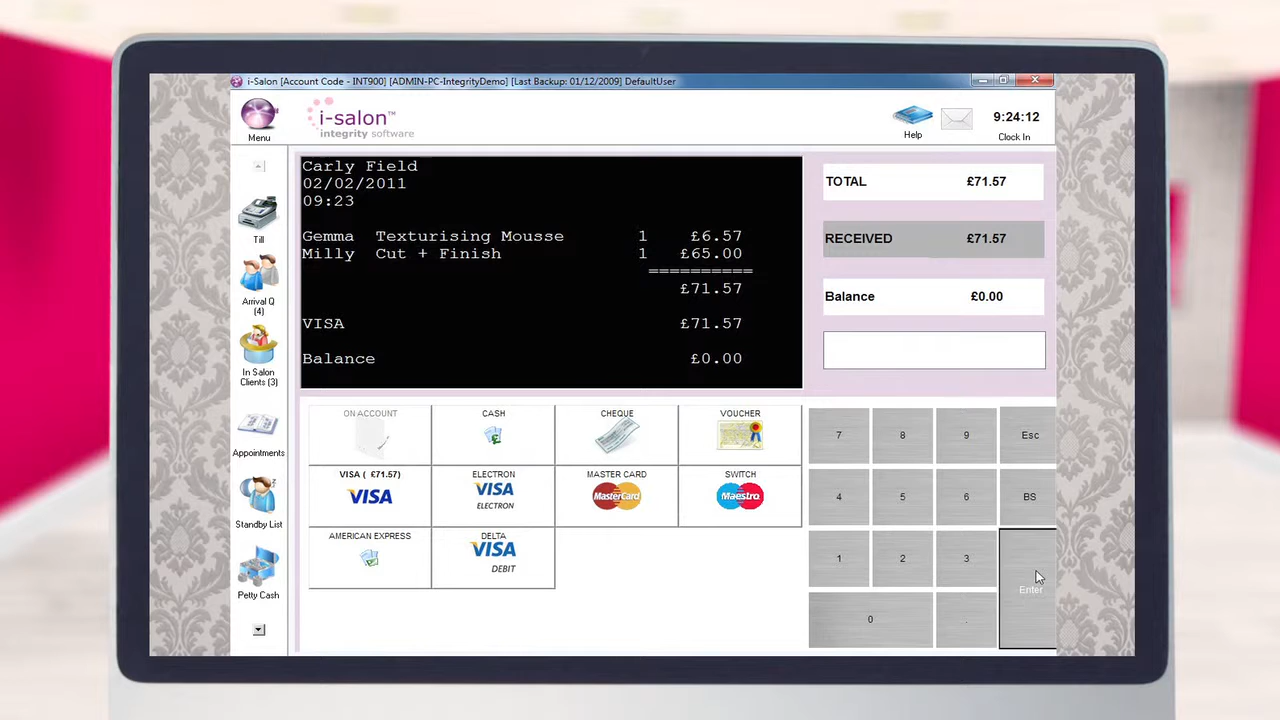 i-Salon [Account Code - INT900] [ADMIN-PC-IntegrityDemo] [Last Backup: 01/12/2009] DefaultUser
Menu
i-salon™
integrity software
Help
9:24:12
Clock In
Till
Arrival Q
(4)
In Salon
Clients (3)
Appointments
Standby List
Petty Cash
Carly Field
02/02/2011
09:23
Gemma Texturising Mousse 1 £6.57
Milly Cut + Finish 1 £65.00
==========
£71.57
VISA £71.57
Balance £0.00
TOTAL £71.57
RECEIVED £71.57
Balance £0.00
ON ACCOUNT
CASH
CHEQUE
VOUCHER
VISA ( £71.57)
VISA
ELECTRON
VISA
ELECTRON
MASTER CARD
MasterCard
SWITCH
Maestro
AMERICAN EXPRESS
DELTA
VISA
DEBIT
7 8 9 Esc
4 5 6 BS
1 2 3 Enter
0 .